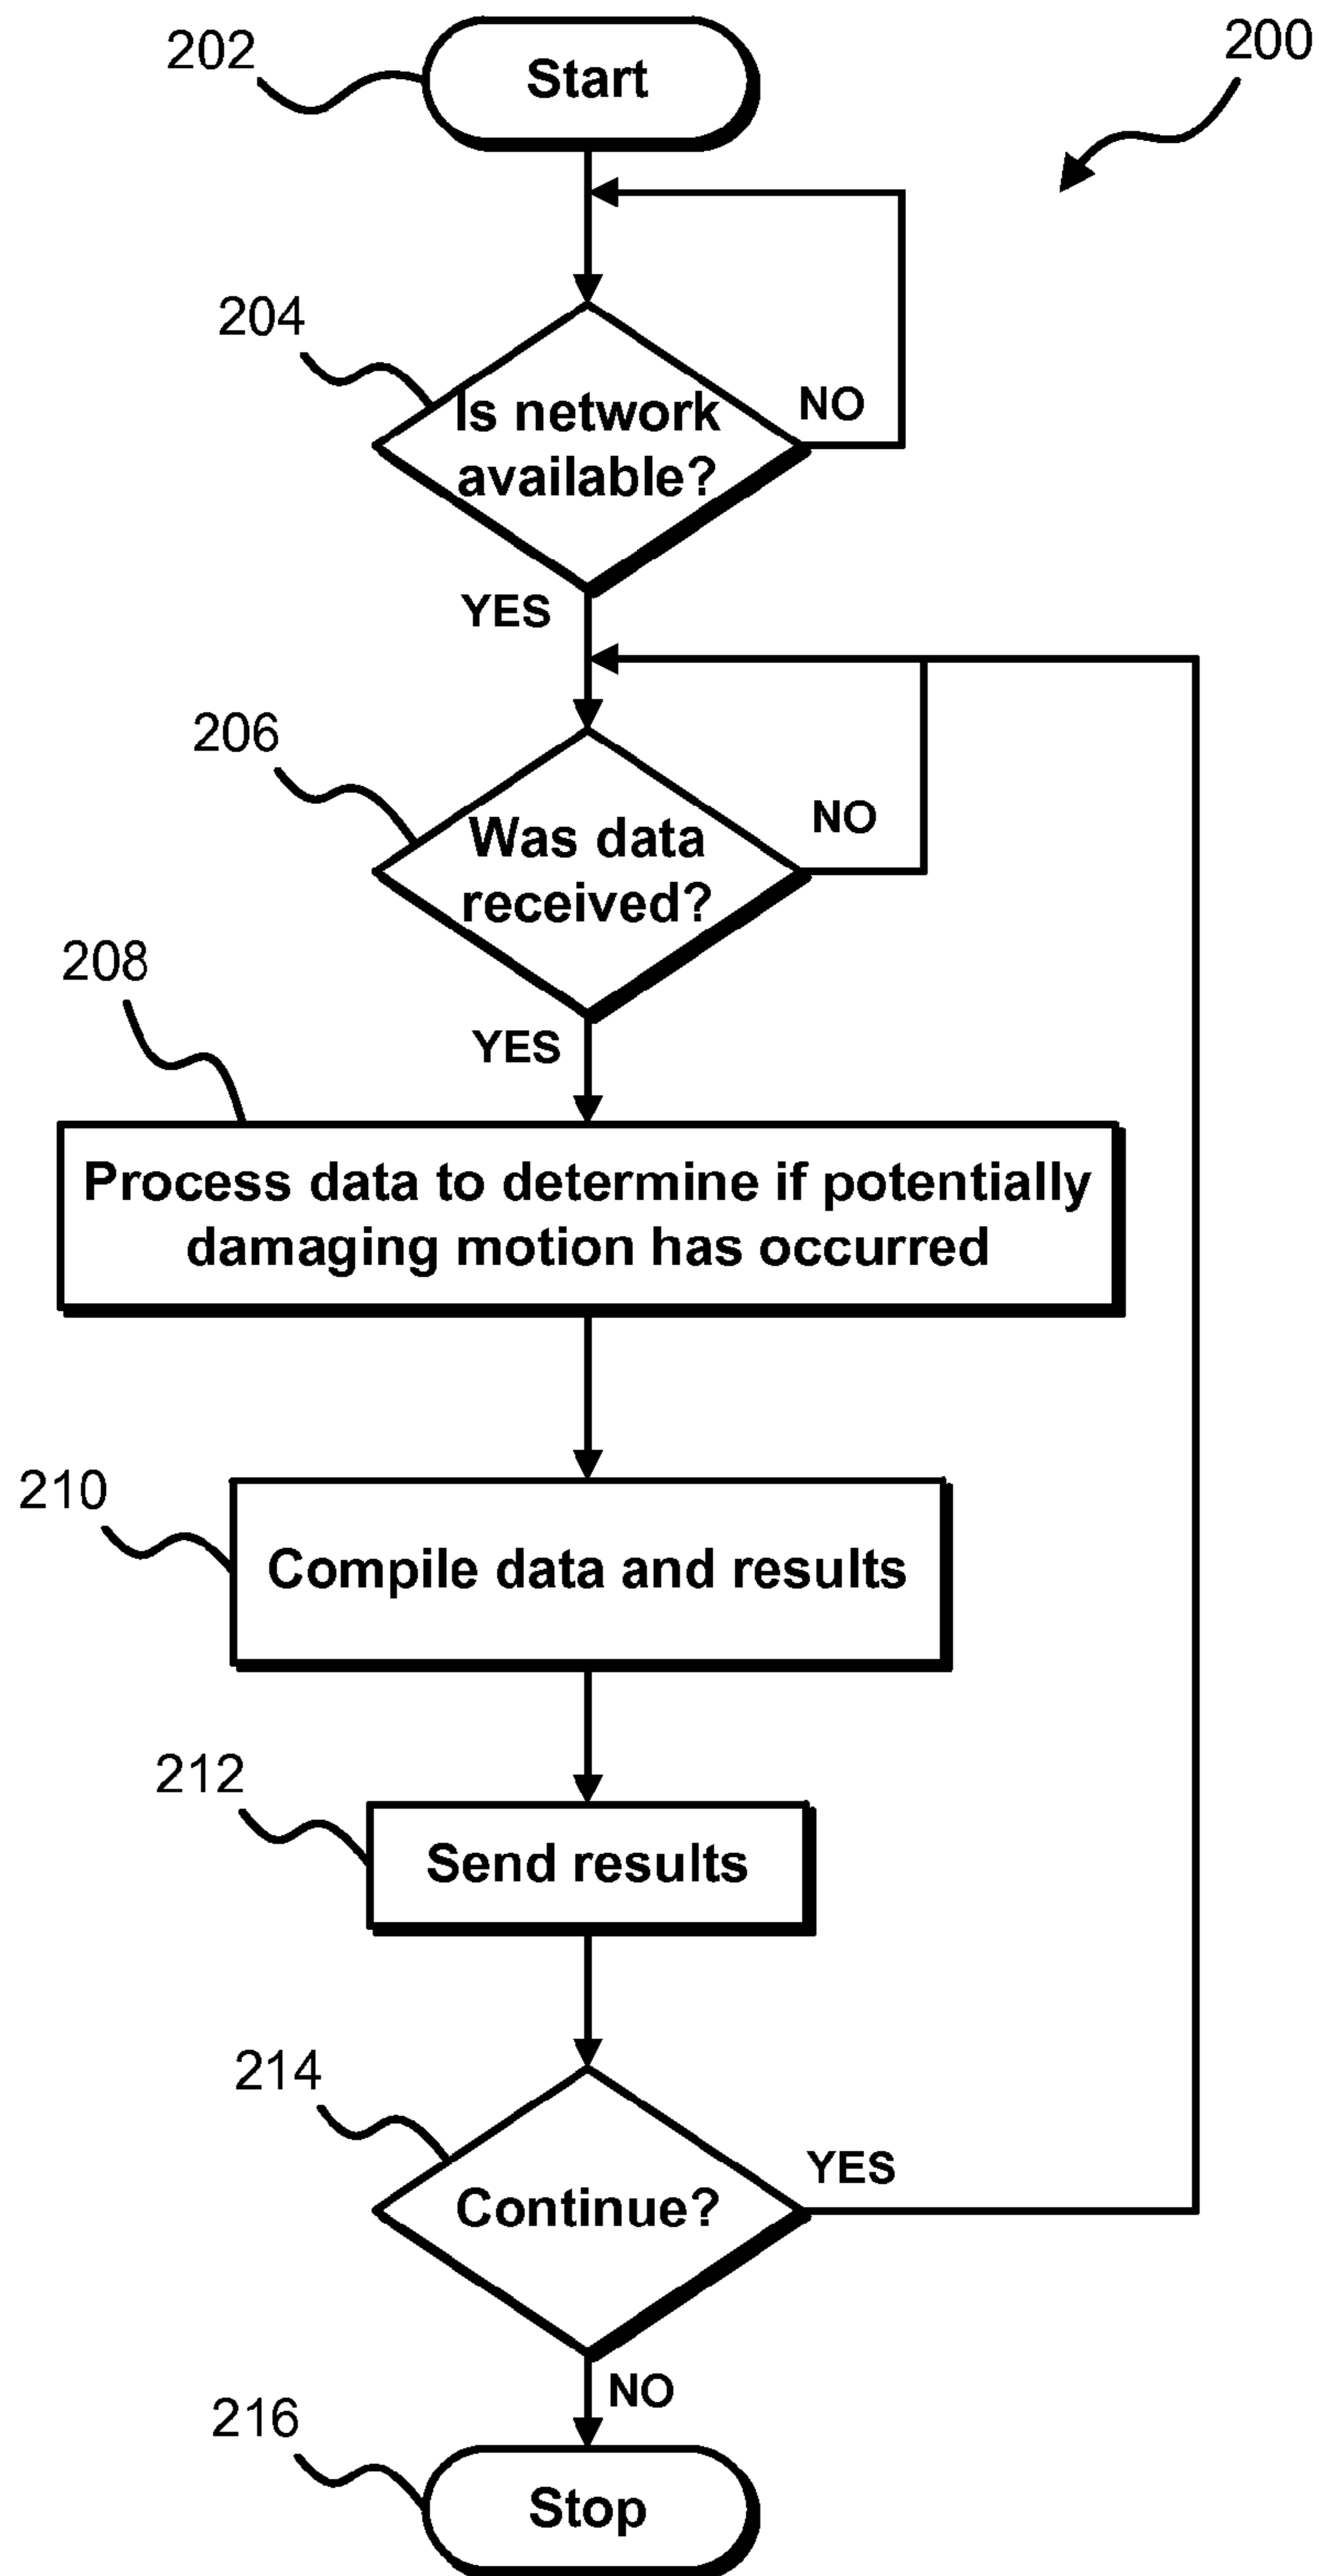 202
Start
200
204
Is network
available?
NO
YES
206
Was data
received?
NO
208
YES
Process data to determine if potentially
damaging motion has occurred
210
Compile data and results
212
Send results
214
Continue?
YES
NO
216
Stop